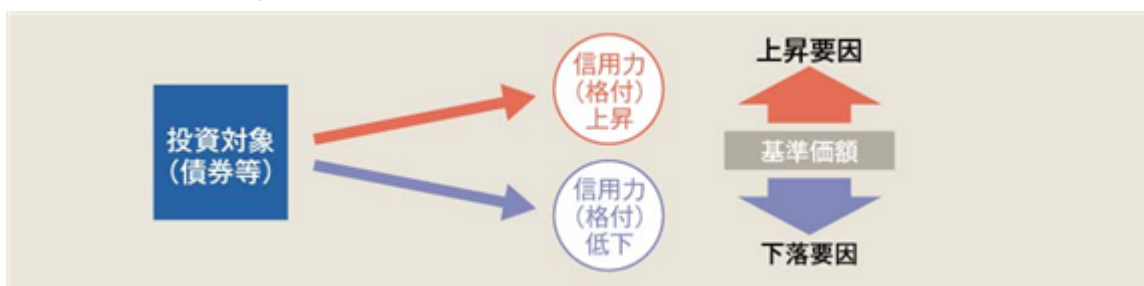 投資対象
（債券等）
信用力
（格付）
上昇
信用力
（格付）
低下
上昇要因
基準価額
下落要因